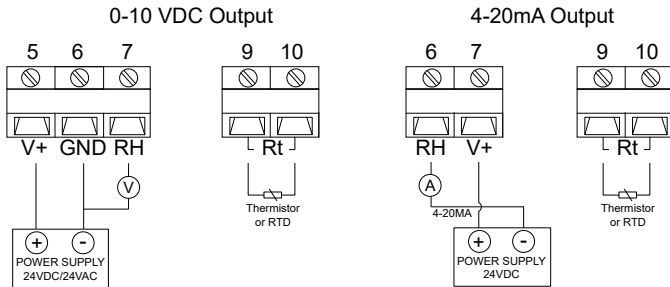 0-10 VDC Output
4-20mA Output
5 6 7
9 10
6 7
9 10
V+ GND RH
Rt
RH V+
Rt
V
A
Thermistor
or RTD
4-20MA
Thermistor
or RTD
+ -
POWER SUPPLY
24VDC/24VAC
+ -
POWER SUPPLY
24VDC